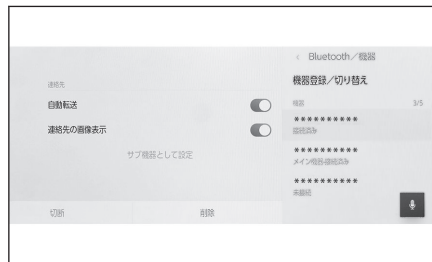 連絡先
自動転送
連絡先の画像表示
サブ機器として設定
切断
削除
< Bluetooth/機器
機器登録/切り替え
機器 3/5
**********
接続済み
**********
メイン機器接続済み
**********
未接続